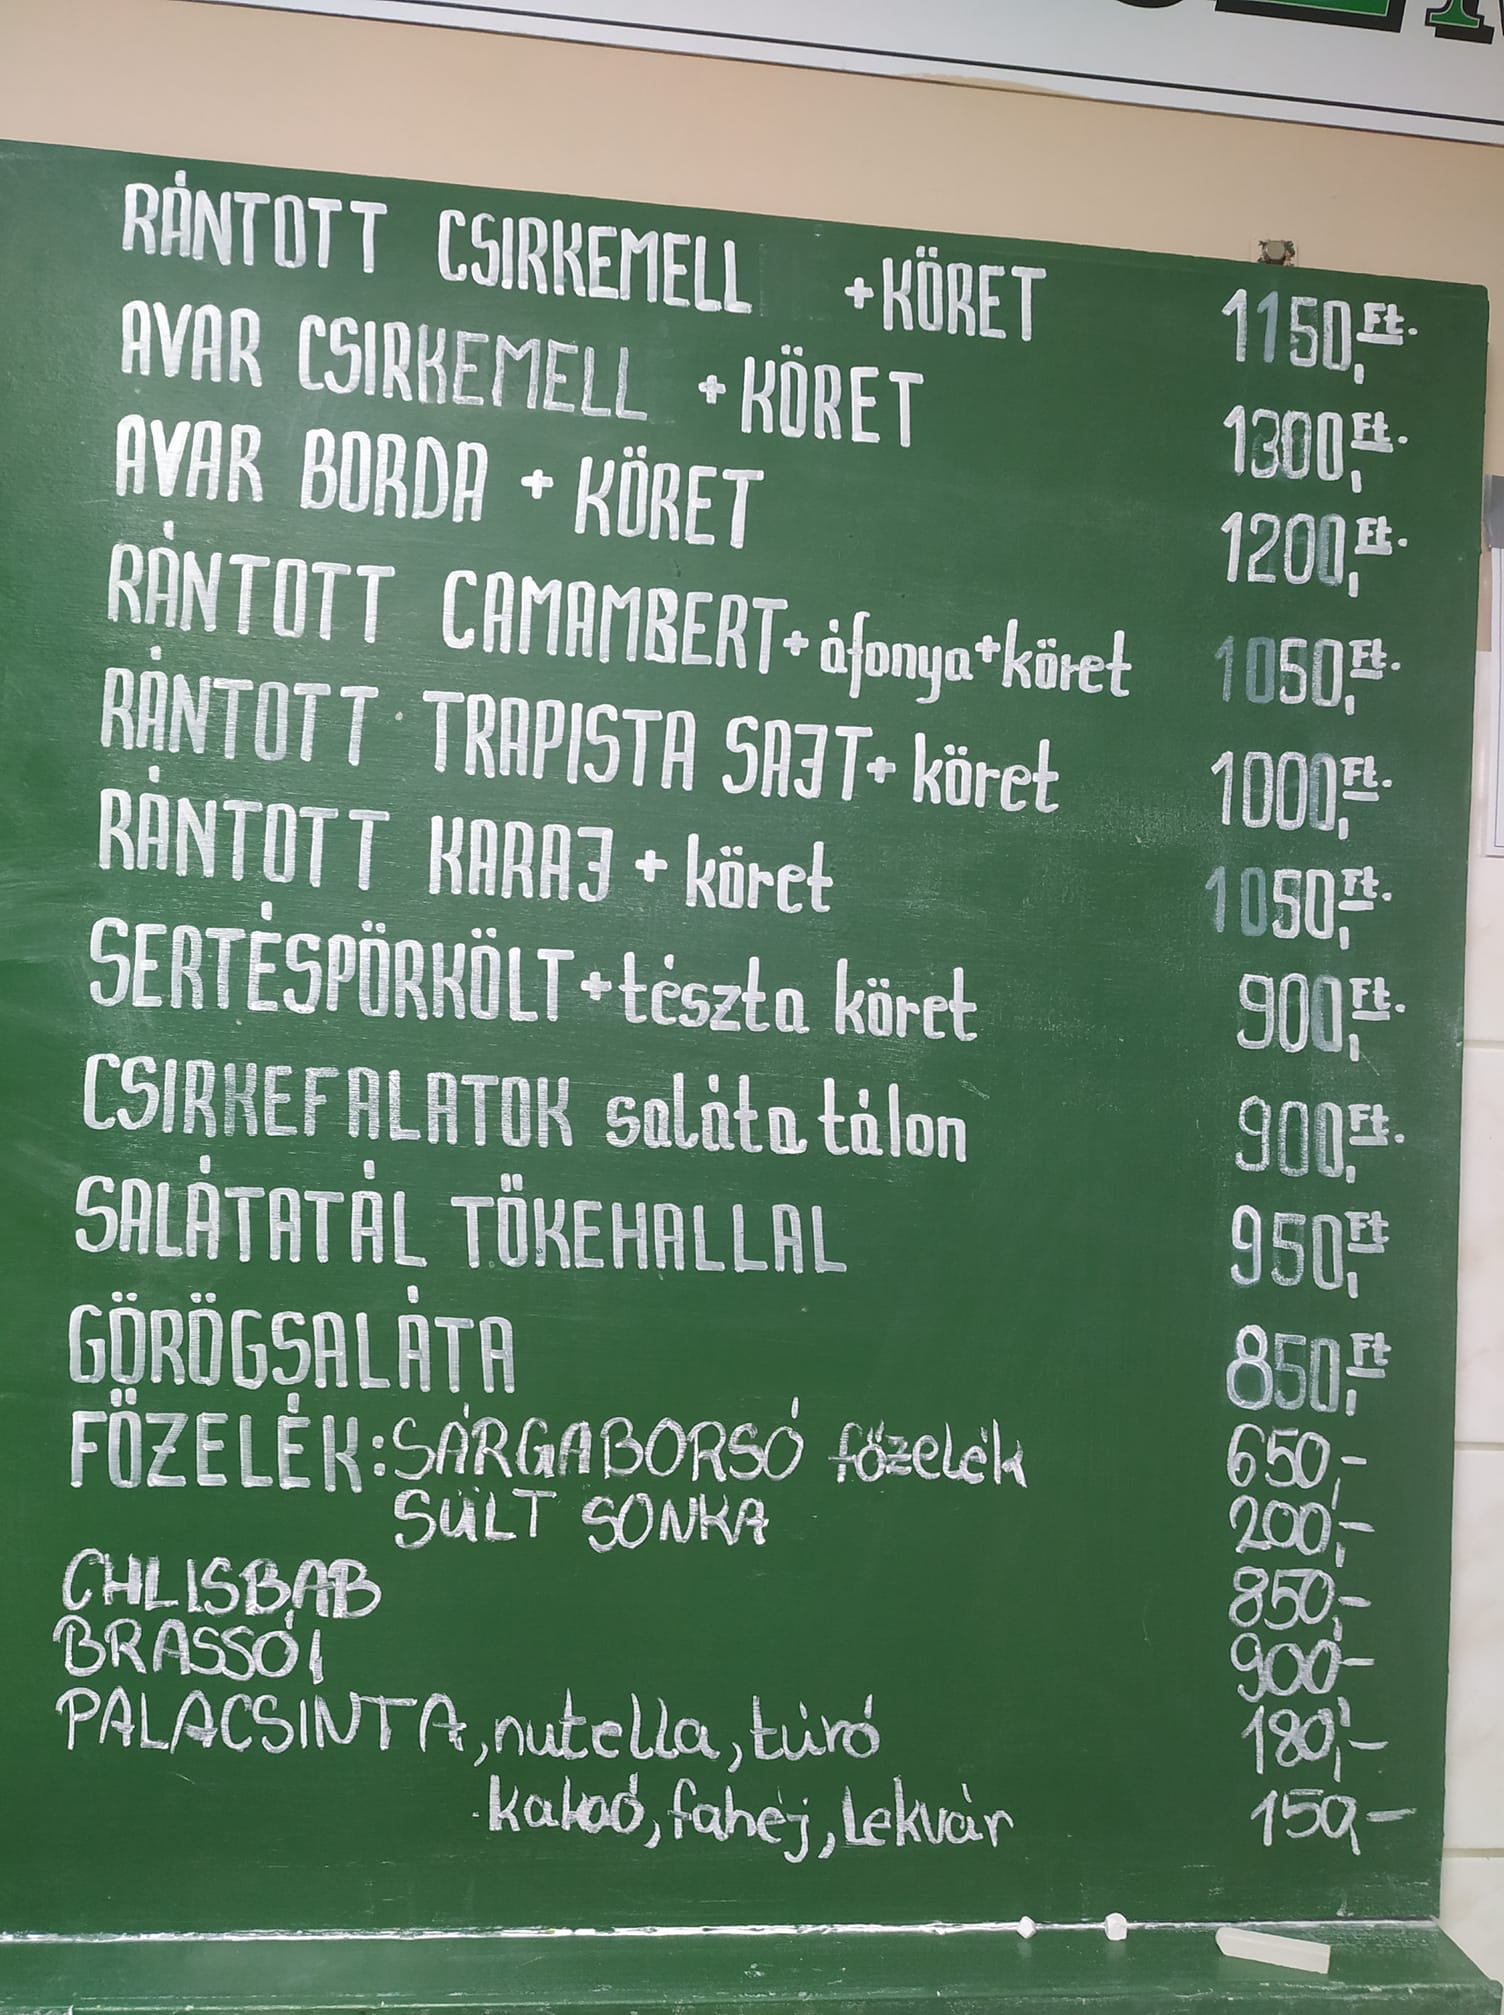 RÁNTOTT CSIRKEMELL +KÖRET 1150,Ft.
AVAR CSIRKEMELL +KÖRET 1300,Ft.
AVAR BORDA + KÖRET 1200,Ft.
RÁNTOTT CAMAMBERT+áfonya+köret 1050,Ft.
RÁNTOTT TRAPISTA SAJT+ köret 1000,Ft.
RÁNTOTT KARAJ + köret 1050,Ft.
SERTÉSPÖRKÖLT+tészta köret 900,Ft.
CSIRKEFALATOK saláta tálon 900,Ft.
SALÁTATÁL TŐKEHALLAL 950,Ft
GÖRÖGSALÁTA 850,Ft
FŐZELÉK:SÁRGABORSÓ főzelék 650,-
SÜLT SONKA 200,-
CHLISBAB 850,-
BRASSÓI 900-
PALACSINTA, nutella, túró 180,-
kakaó, fahéj, lekvár 150,-